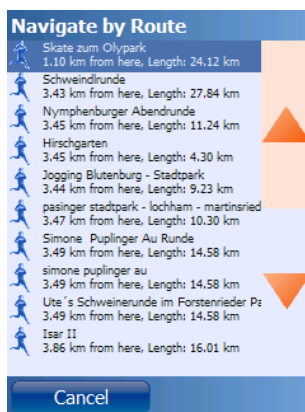 Navigate by Route
Skate zum Olypark
1.10 km from here, Length: 24.12 km
Schweindlrunde
3.43 km from here, Length: 27.84 km
Nymphenburger Abendrunde
3.45 km from here, Length: 11.24 km
Hirschgarten
3.45 km from here, Length: 4.30 km
Jogging Blutenburg - Stadtpark
3.44 km from here, Length: 9.23 km
pasinger stadtpark - lochham - martinsried
3.47 km from here, Length: 10.30 km
Simone Puplinger Au Runde
3.49 km from here, Length: 14.58 km
simone puplinger au
3.49 km from here, Length: 14.58 km
Ute´s Schweinerunde im Forstenrieder Pa
3.49 km from here, Length: 14.58 km
Isar II
3.86 km from here, Length: 16.01 km
Cancel